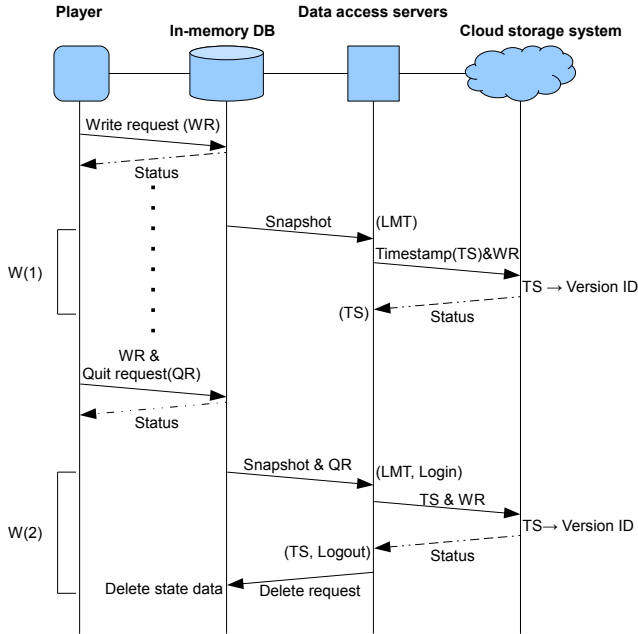 Player
In-memory DB
Data access servers
Cloud storage system
Write request (WR)
Status
Snapshot
(LMT)
Timestamp(TS)&WR
W(1)
TS → Version ID
(TS)
Status
WR &
Quit request(QR)
Status
Snapshot & QR
(LMT, Login)
TS & WR
W(2)
TS→ Version ID
(TS, Logout)
Status
Delete state data
Delete request